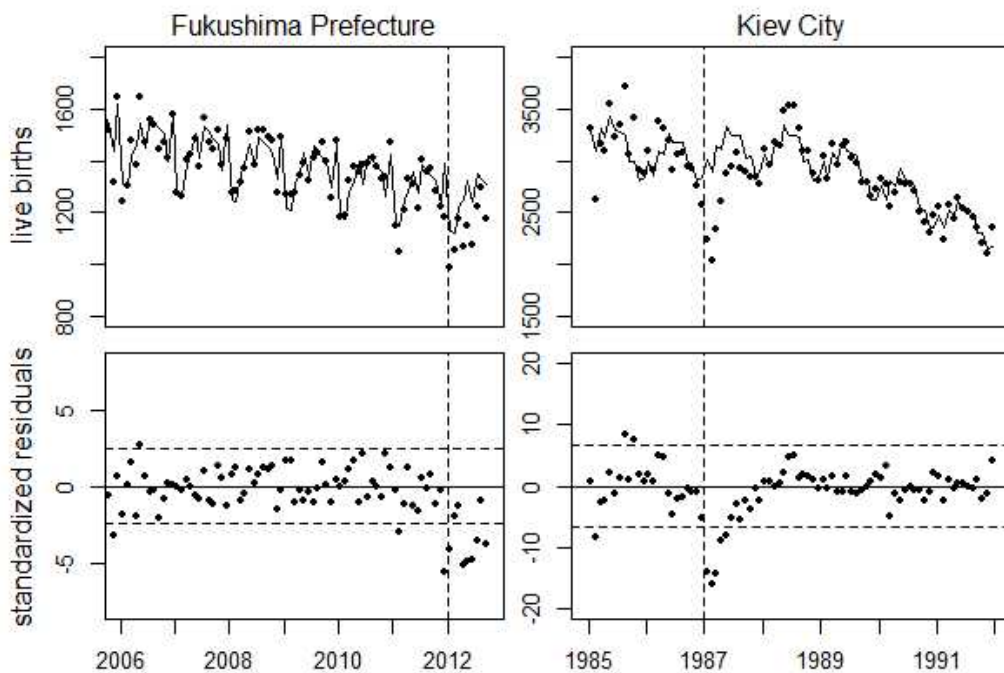 Fukushima Prefecture
Kiev City
live births
800 1200 1600
1500 2500 3500
standardized residuals
-5 0 5
-20 -10 0 10 20
2006 2008 2010 2012
1985 1987 1989 1991